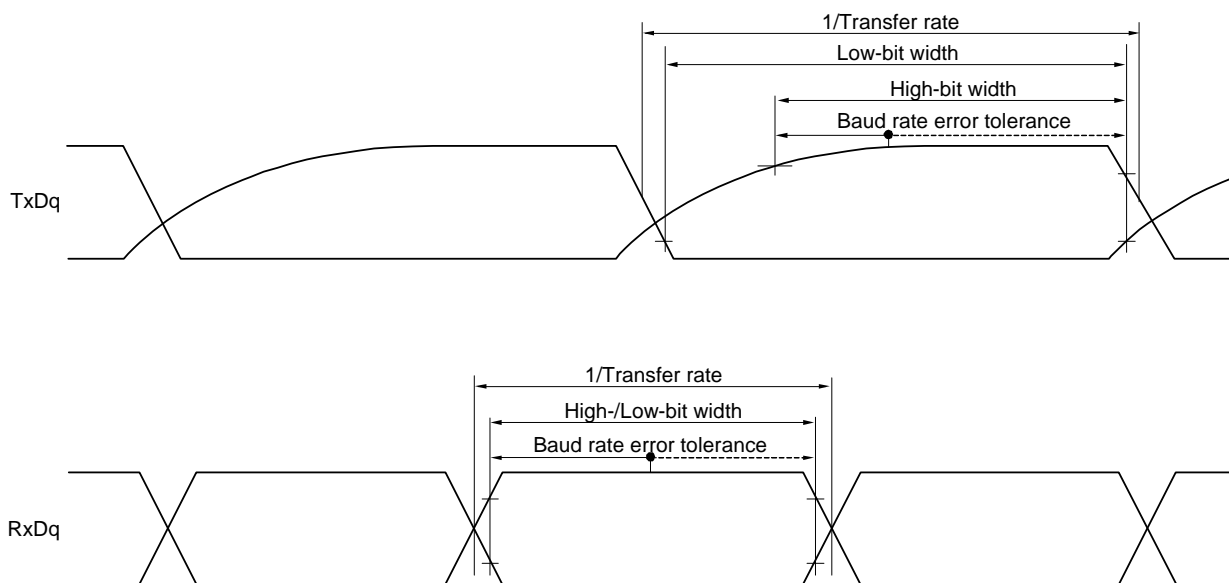 1/Transfer rate
Low-bit width
High-bit width
Baud rate error tolerance
TxDq
1/Transfer rate
High-/Low-bit width
Baud rate error tolerance
RxDq